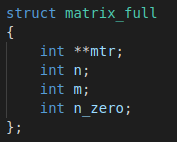 struct matrix_full
{
    int **mtr;
    int n;
    int m;
    int n_zero;
};